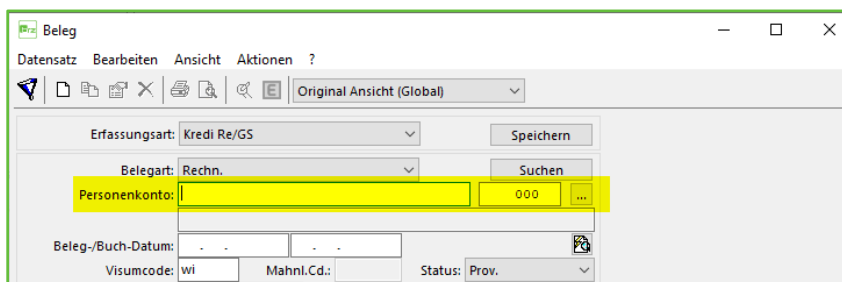 Beleg
Datensatz Bearbeiten Ansicht Aktionen ?
E Original Ansicht (Global)
Erfassungsart: Kredi Re/GS Speichern
Belegart: Rechn. Suchen
Personenkonto: 000 ...
Beleg-/Buch-Datum: . . . .
Visumcode: wi Mahnl.Cd.: Status: Prov.